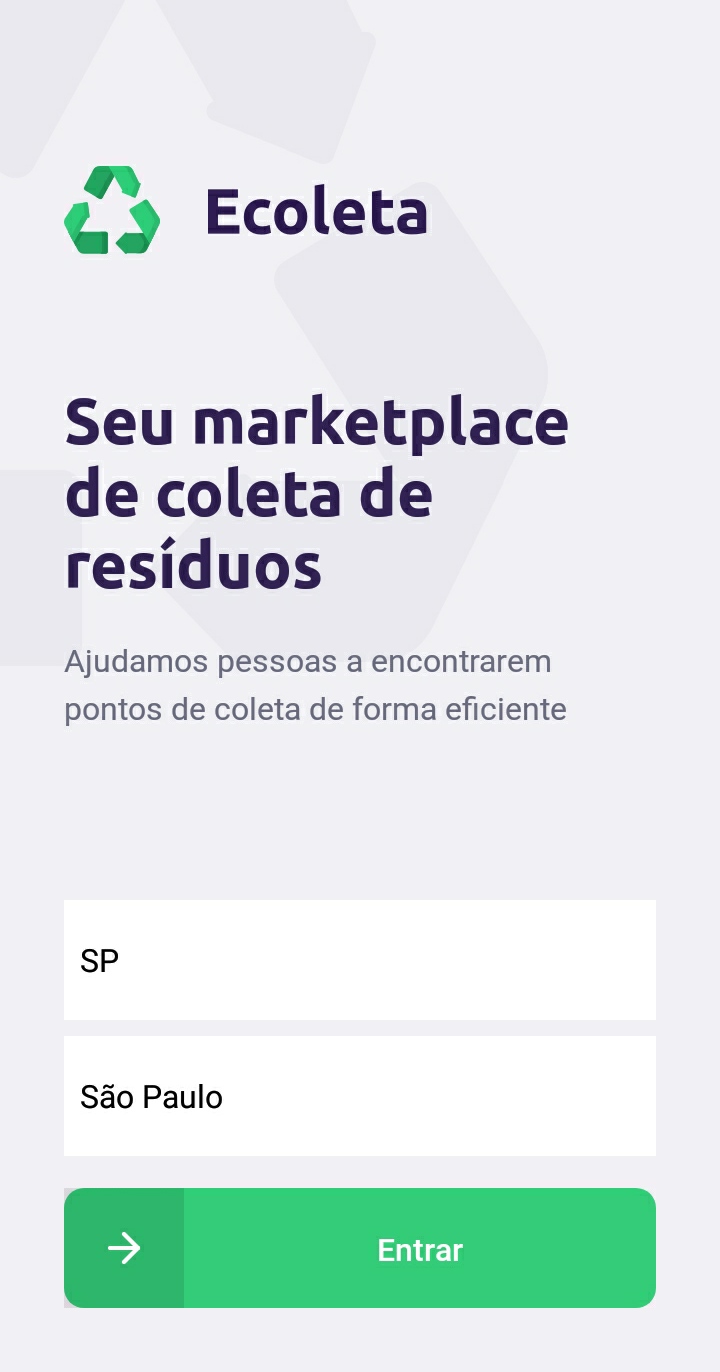 Ecoleta
Seu marketplace
de coleta de
resíduos
Ajudamos pessoas a encontrarem
pontos de coleta de forma eficiente
SP
São Paulo
Entrar